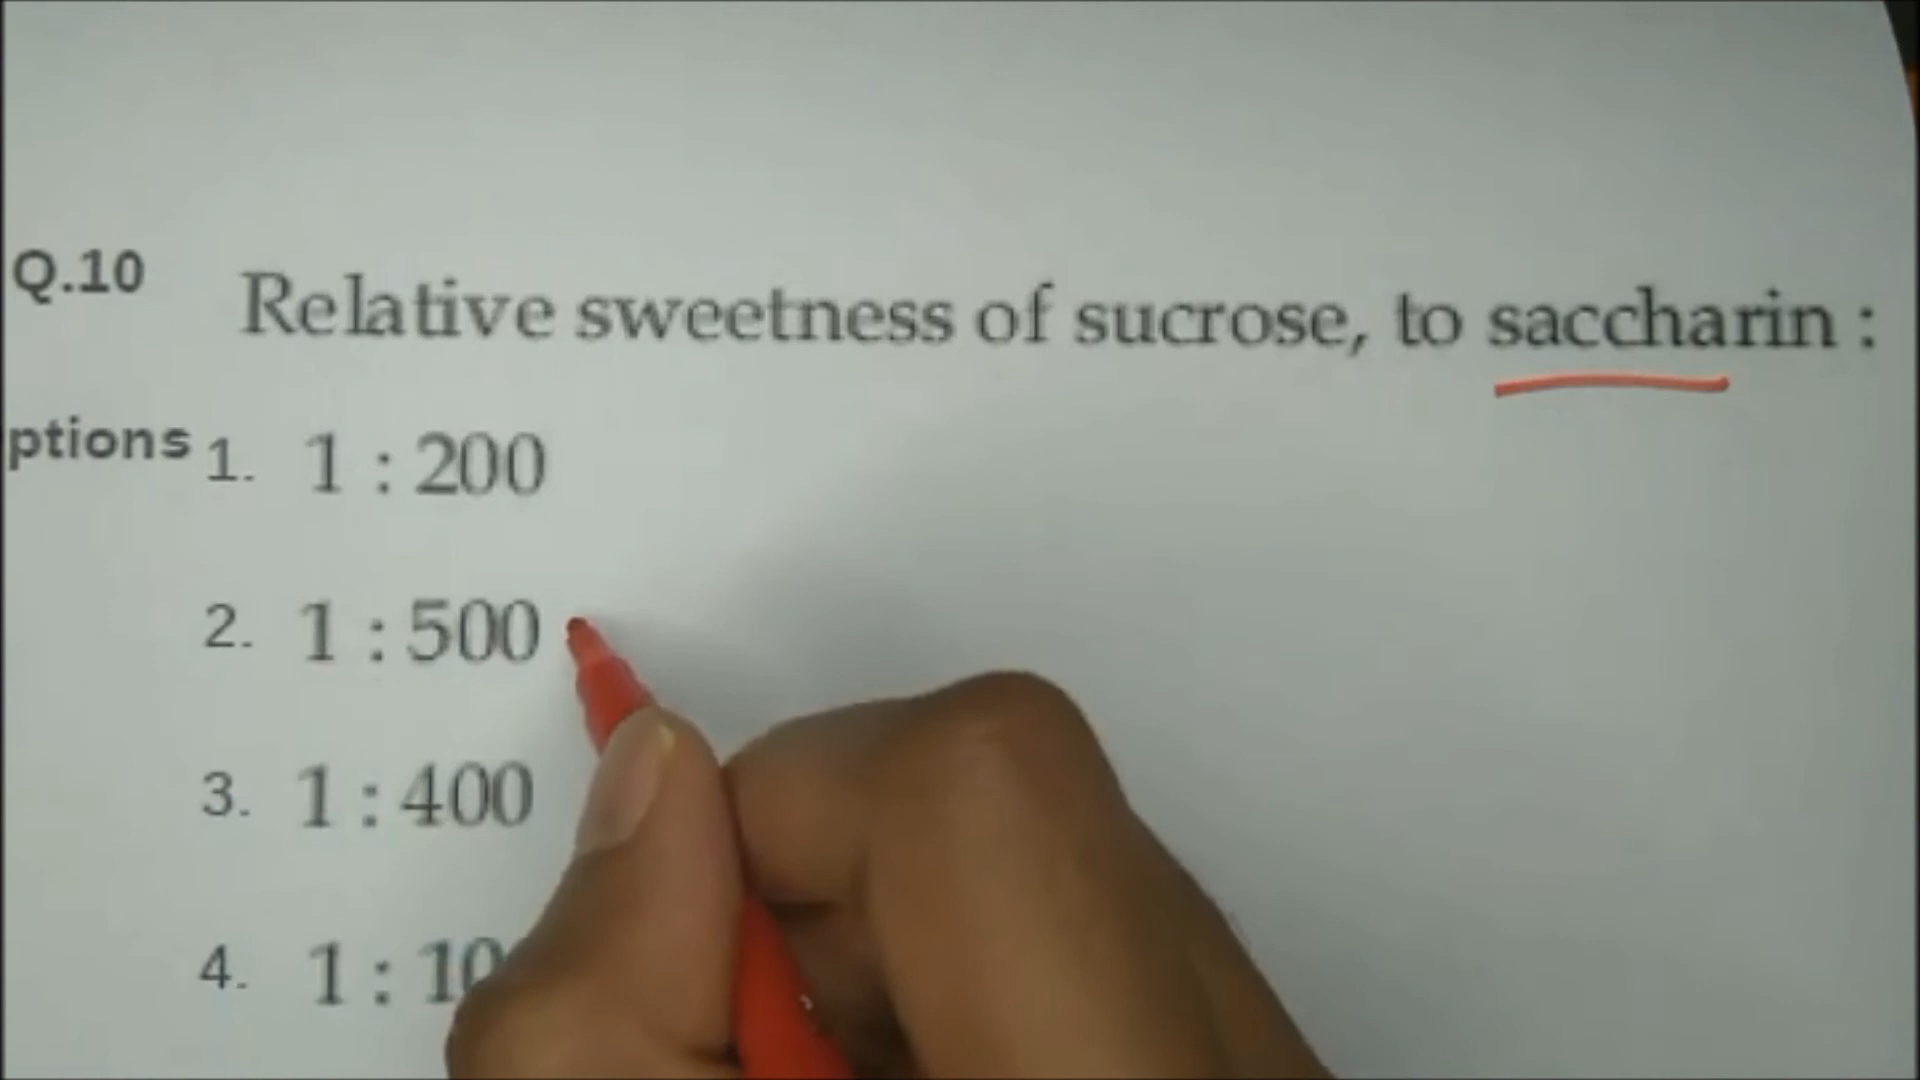 Q.10 Relative sweetness of sucrose, to saccharin :
ptions 1. 1 : 200
2. 1 : 500
3. 1 : 400
4. 1 : 10